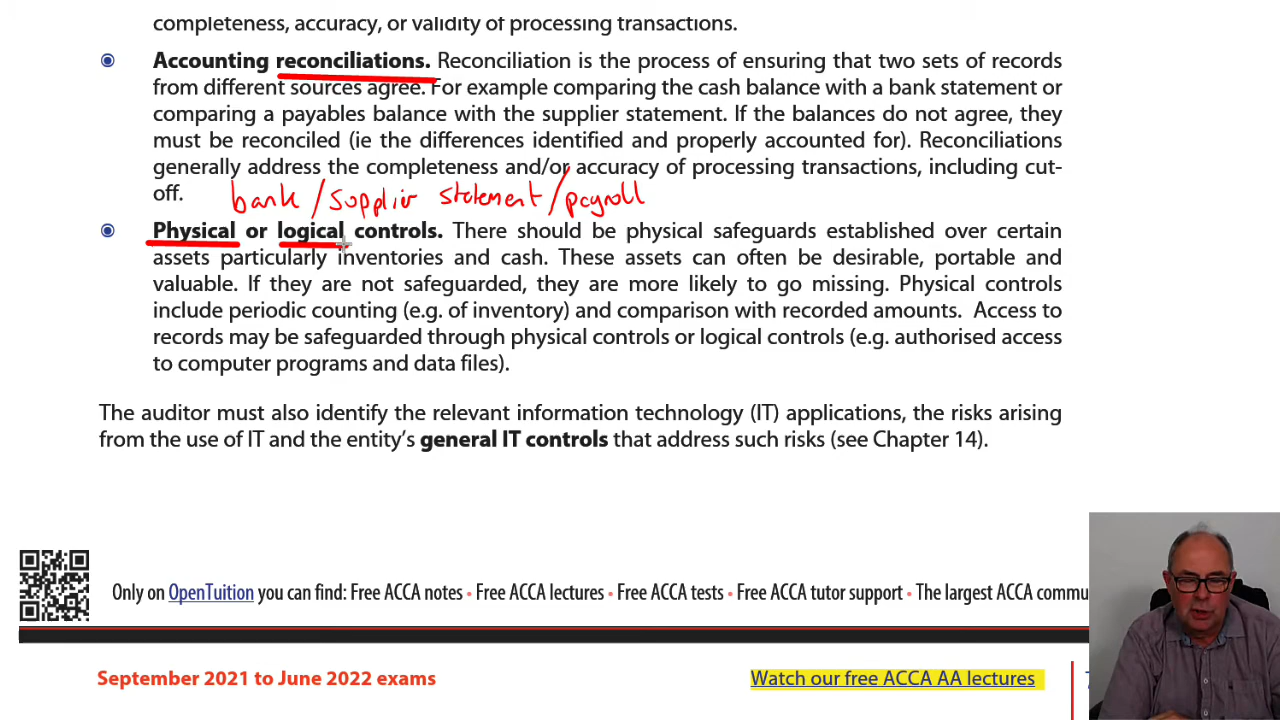 completeness, accuracy, or validity of processing transactions.
Accounting reconciliations. Reconciliation is the process of ensuring that two sets of records
from different sources agree. For example comparing the cash balance with a bank statement or
comparing a payables balance with the supplier statement. If the balances do not agree, they
must be reconciled (ie the differences identified and properly accounted for). Reconciliations
generally address the completeness and/or accuracy of processing transactions, including cut-
off.
bank / supplier statement / payroll
Physical or logical controls. There should be physical safeguards established over certain
assets particularly inventories and cash. These assets can often be desirable, portable and
valuable. If they are not safeguarded, they are more likely to go missing. Physical controls
include periodic counting (e.g. of inventory) and comparison with recorded amounts. Access to
records may be safeguarded through physical controls or logical controls (e.g. authorised access
to computer programs and data files).
The auditor must also identify the relevant information technology (IT) applications, the risks arising
from the use of IT and the entity's general IT controls that address such risks (see Chapter 14).
Only on OpenTuition you can find: Free ACCA notes • Free ACCA lectures • Free ACCA tests • Free ACCA tutor support • The largest ACCA commu
September 2021 to June 2022 exams
Watch our free ACCA AA lectures